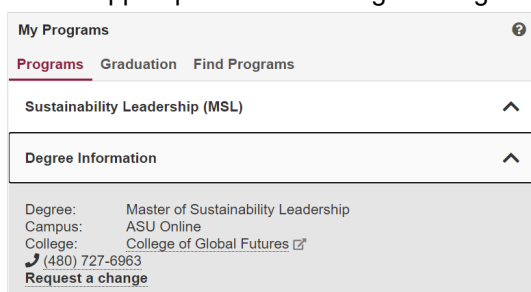 My Programs
Programs Graduation Find Programs
Sustainability Leadership (MSL)
Degree Information
Degree: Master of Sustainability Leadership
Campus: ASU Online
College: College of Global Futures
(480) 727-6963
Request a change